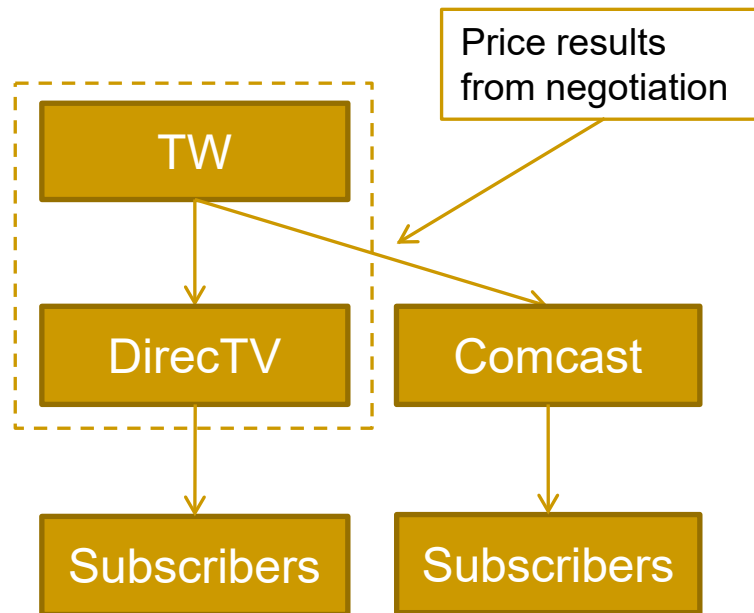 Price results
from negotiation
TW
DirecTV
Comcast
Subscribers
Subscribers